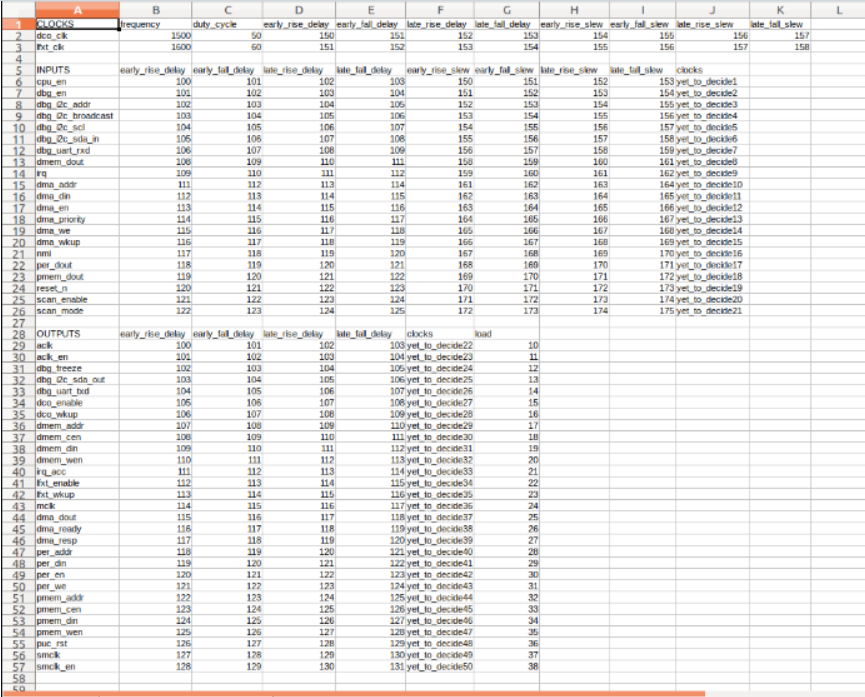 A B C D E F G H I J K L
1 CLOCKS frequency duty_cycle early_rise_delay early_fall_delay late_rise_delay late_fall_delay early_rise_slew early_fall_slew late_rise_slew late_fall_slew
2 dco_clk 1500 50 150 151 152 153 154 155 156 157
3 lfxt_clk 1600 60 151 152 153 154 155 156 157 158
4
5 INPUTS early_rise_delay early_fall_delay late_rise_delay late_fall_delay early_rise_slew early_fall_slew late_rise_slew late_fall_slew clocks
6 cpu_en 100 101 102 103 150 151 152 153 yet_to_decide1
7 dbg_en 101 102 103 104 151 152 153 154 yet_to_decide2
8 dbg_i2c_addr 102 103 104 105 152 153 154 155 yet_to_decide3
9 dbg_i2c_broadcast 103 104 105 106 153 154 155 156 yet_to_decide4
10 dbg_i2c_scl 104 105 106 107 154 155 156 157 yet_to_decide5
11 dbg_i2c_sda_in 105 106 107 108 155 156 157 158 yet_to_decide6
12 dbg_uart_rxd 106 107 108 109 156 157 158 159 yet_to_decide7
13 dmem_dout 108 109 110 111 158 159 160 161 yet_to_decide8
14 irq 109 110 111 112 159 160 161 162 yet_to_decide9
15 dma_addr 111 112 113 114 161 162 163 164 yet_to_decide10
16 dma_din 112 113 114 115 162 163 164 165 yet_to_decide11
17 dma_en 113 114 115 116 163 164 165 166 yet_to_decide12
18 dma_priority 114 115 116 117 164 165 166 167 yet_to_decide13
19 dma_we 115 116 117 118 165 166 167 168 yet_to_decide14
20 dma_wkup 116 117 118 119 166 167 168 169 yet_to_decide15
21 nmi 117 118 119 120 167 168 169 170 yet_to_decide16
22 per_dout 118 119 120 121 168 169 170 171 yet_to_decide17
23 pmem_dout 119 120 121 122 169 170 171 172 yet_to_decide18
24 reset_n 120 121 122 123 170 171 172 173 yet_to_decide19
25 scan_enable 121 122 123 124 171 172 173 174 yet_to_decide20
26 scan_mode 122 123 124 125 172 173 174 175 yet_to_decide21
27
28 OUTPUTS early_rise_delay early_fall_delay late_rise_delay late_fall_delay clocks load
29 aclk 100 101 102 103 yet_to_decide22 10
30 aclk_en 101 102 103 104 yet_to_decide23 11
31 dbg_freeze 102 103 104 105 yet_to_decide24 12
32 dbg_i2c_sda_out 103 104 105 106 yet_to_decide25 13
33 dbg_uart_txd 104 105 106 107 yet_to_decide26 14
34 dco_enable 105 106 107 108 yet_to_decide27 15
35 dco_wkup 106 107 108 109 yet_to_decide28 16
36 dmem_addr 107 108 109 110 yet_to_decide29 17
37 dmem_cen 108 109 110 111 yet_to_decide30 18
38 dmem_din 109 110 111 112 yet_to_decide31 19
39 dmem_wen 110 111 112 113 yet_to_decide32 20
40 irq_acc 111 112 113 114 yet_to_decide33 21
41 lfxt_enable 112 113 114 115 yet_to_decide34 22
42 lfxt_wkup 113 114 115 116 yet_to_decide35 23
43 mclk 114 115 116 117 yet_to_decide36 24
44 dma_dout 115 116 117 118 yet_to_decide37 25
45 dma_ready 116 117 118 119 yet_to_decide38 26
46 dma_resp 117 118 119 120 yet_to_decide39 27
47 per_addr 118 119 120 121 yet_to_decide40 28
48 per_din 119 120 121 122 yet_to_decide41 29
49 per_en 120 121 122 123 yet_to_decide42 30
50 per_we 121 122 123 124 yet_to_decide43 31
51 pmem_addr 122 123 124 125 yet_to_decide44 32
52 pmem_cen 123 124 125 126 yet_to_decide45 33
53 pmem_din 124 125 126 127 yet_to_decide46 34
54 pmem_wen 125 126 127 128 yet_to_decide47 35
55 puc_rst 126 127 128 129 yet_to_decide48 36
56 smclk 127 128 129 130 yet_to_decide49 37
57 smclk_en 128 129 130 131 yet_to_decide50 38
58
59